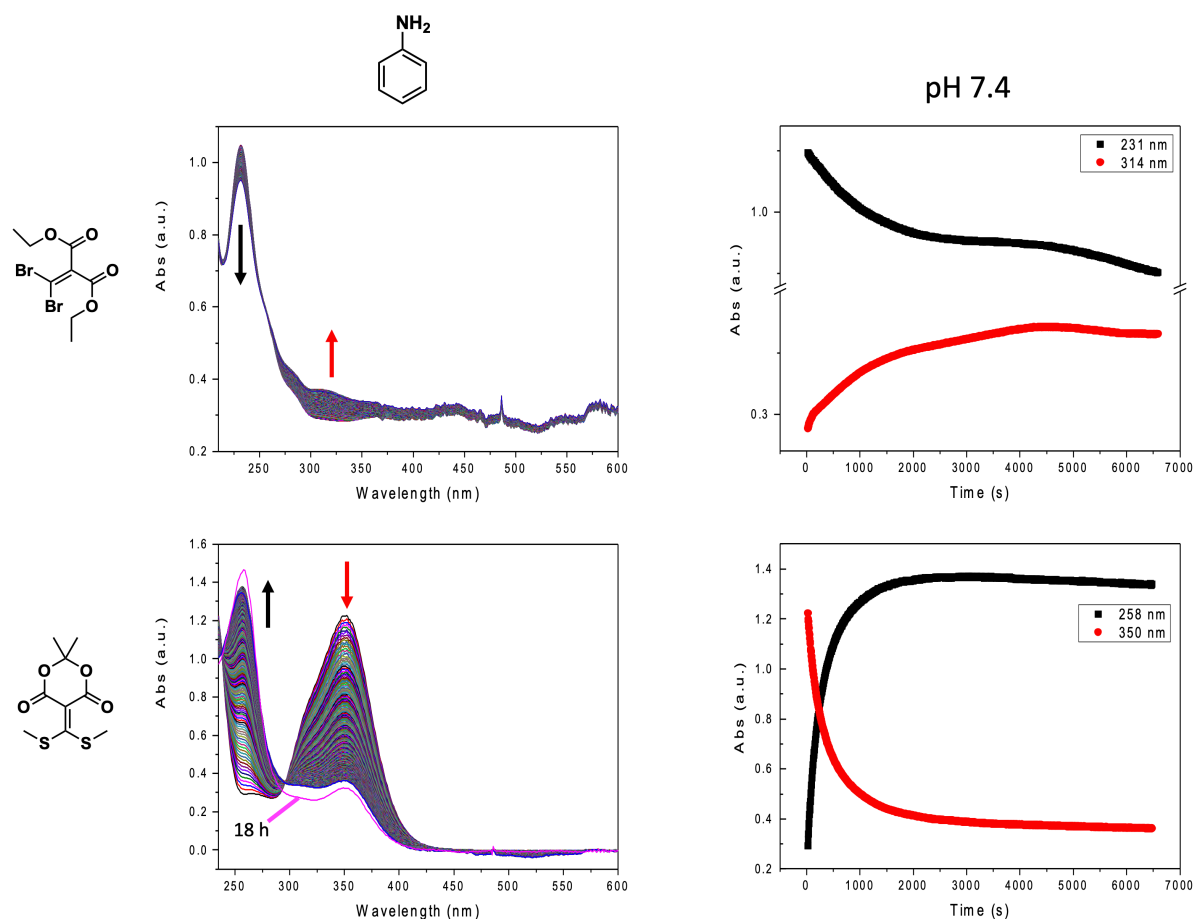 NH2
pH 7.4
1.0
0.8
0.6
0.4
0.2
Abs (a.u.)
250 300 350 400 450 500 550 600
Wavelength (nm)
O
O
O
Br
Br
O
231 nm
314 nm
1.0
0.3
Abs (a.u.)
0 1000 2000 3000 4000 5000 6000 7000
Time (s)
1.6
1.4
1.2
1.0
0.8
0.6
0.4
0.2
0.0
Abs (a.u.)
18 h
250 300 350 400 450 500 550 600
Wavelength (nm)
O O
O O
S S
258 nm
350 nm
1.4
1.2
1.0
0.8
0.6
0.4
0.2
Abs (a.u.)
0 1000 2000 3000 4000 5000 6000 7000
Time (s)